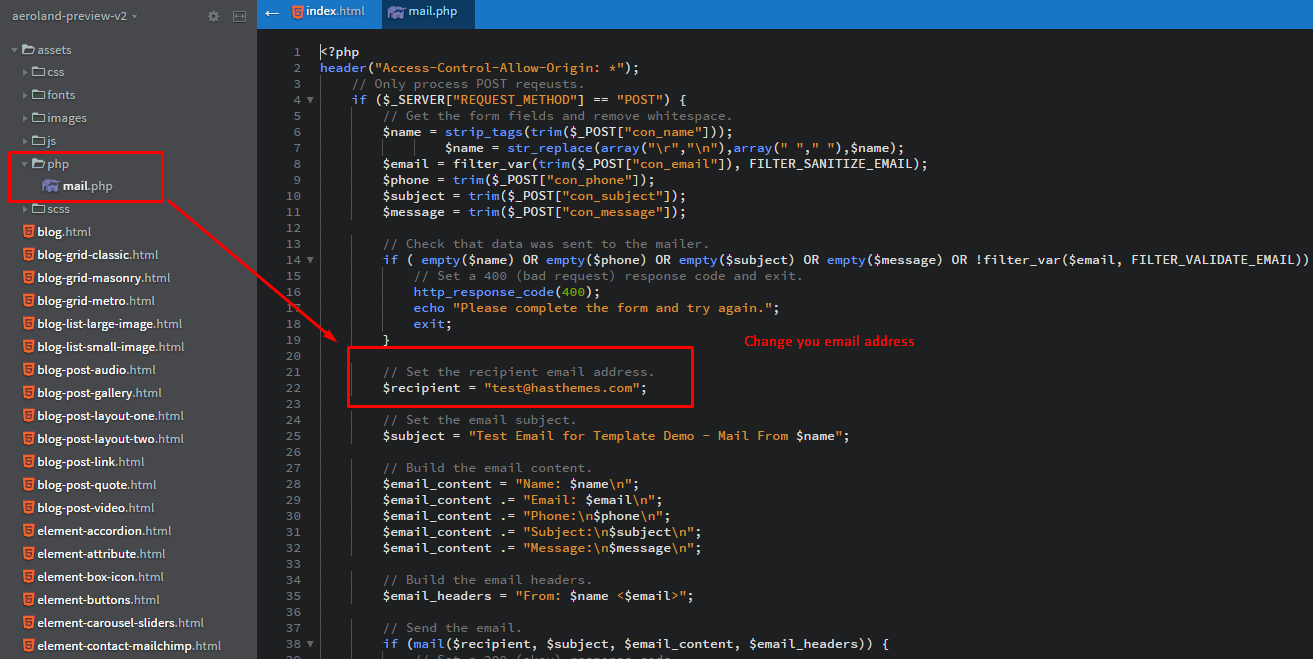 aeroland-preview-v2
assets
css
fonts
images
js
php
mail.php
scss
blog.html
blog-grid-classic.html
blog-grid-masonry.html
blog-grid-metro.html
blog-list-large-image.html
blog-list-small-image.html
blog-post-audio.html
blog-post-gallery.html
blog-post-layout-one.html
blog-post-layout-two.html
blog-post-link.html
blog-post-quote.html
blog-post-video.html
element-accordion.html
element-attribute.html
element-box-icon.html
element-buttons.html
element-carousel-sliders.html
element-contact-mailchimp.html
index.html mail.php
1 <?php
2 header("Access-Control-Allow-Origin: *");
3 // Only process POST reqeusts.
4 if ($_SERVER["REQUEST_METHOD"] == "POST") {
5 // Get the form fields and remove whitespace.
6 $name = strip_tags(trim($_POST["con_name"]));
7 $name = str_replace(array("\r","\n"),array(" "," "),$name);
8 $email = filter_var(trim($_POST["con_email"]), FILTER_SANITIZE_EMAIL);
9 $phone = trim($_POST["con_phone"]);
10 $subject = trim($_POST["con_subject"]);
11 $message = trim($_POST["con_message"]);
12
13 // Check that data was sent to the mailer.
14 if ( empty($name) OR empty($phone) OR empty($subject) OR empty($message) OR !filter_var($email, FILTER_VALIDATE_EMAIL))
15 // Set a 400 (bad request) response code and exit.
16 http_response_code(400);
17 echo "Please complete the form and try again.";
18 exit;
19 }
Change you email address
20
21 // Set the recipient email address.
22 $recipient = "test@hasthemes.com";
23
24 // Set the email subject.
25 $subject = "Test Email for Template Demo - Mail From $name";
26
27 // Build the email content.
28 $email_content = "Name: $name\n";
29 $email_content .= "Email: $email\n";
30 $email_content .= "Phone:\n$phone\n";
31 $email_content .= "Subject:\n$subject\n";
32 $email_content .= "Message:\n$message\n";
33
34 // Build the email headers.
35 $email_headers = "From: $name <$email>";
36
37 // Send the email.
38 if (mail($recipient, $subject, $email_content, $email_headers)) {